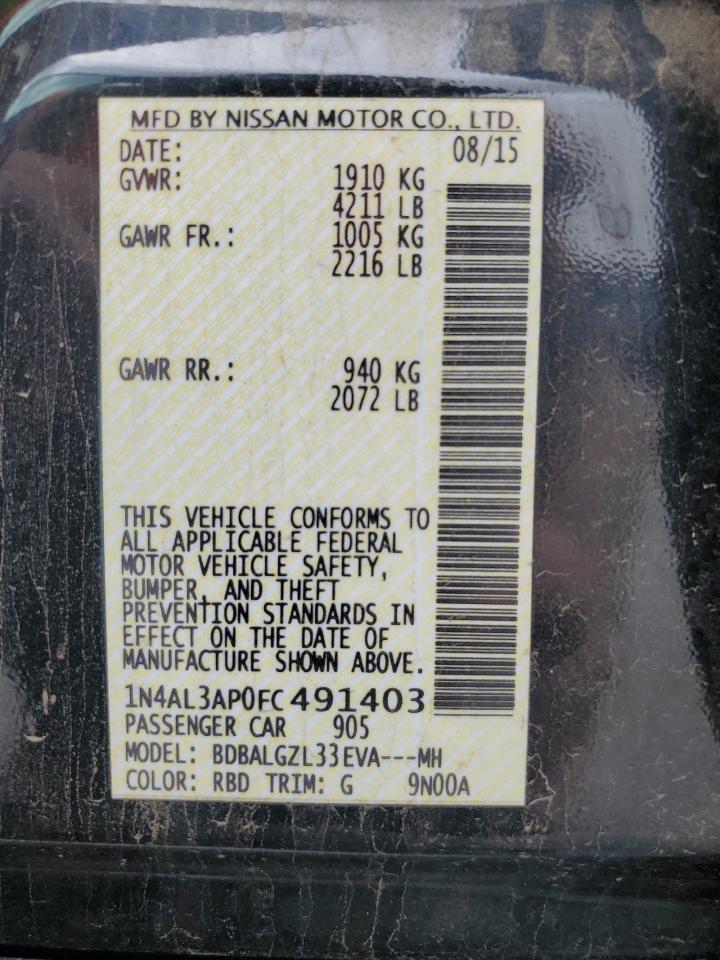 MFD BY NISSAN MOTOR CO., LTD.
DATE: 08/15
GVWR: 1910 KG
4211 LB
GAWR FR.: 1005 KG
2216 LB
GAWR RR.: 940 KG
2072 LB
THIS VEHICLE CONFORMS TO
ALL APPLICABLE FEDERAL
MOTOR VEHICLE SAFETY,
BUMPER, AND THEFT
PREVENTION STANDARDS IN
EFFECT ON THE DATE OF
MANUFACTURE SHOWN ABOVE.
1N4AL3AP0FC491403
PASSENGER CAR 905
MODEL: BDBALGZL33EVA---MH
COLOR: RBD TRIM: G 9N00A